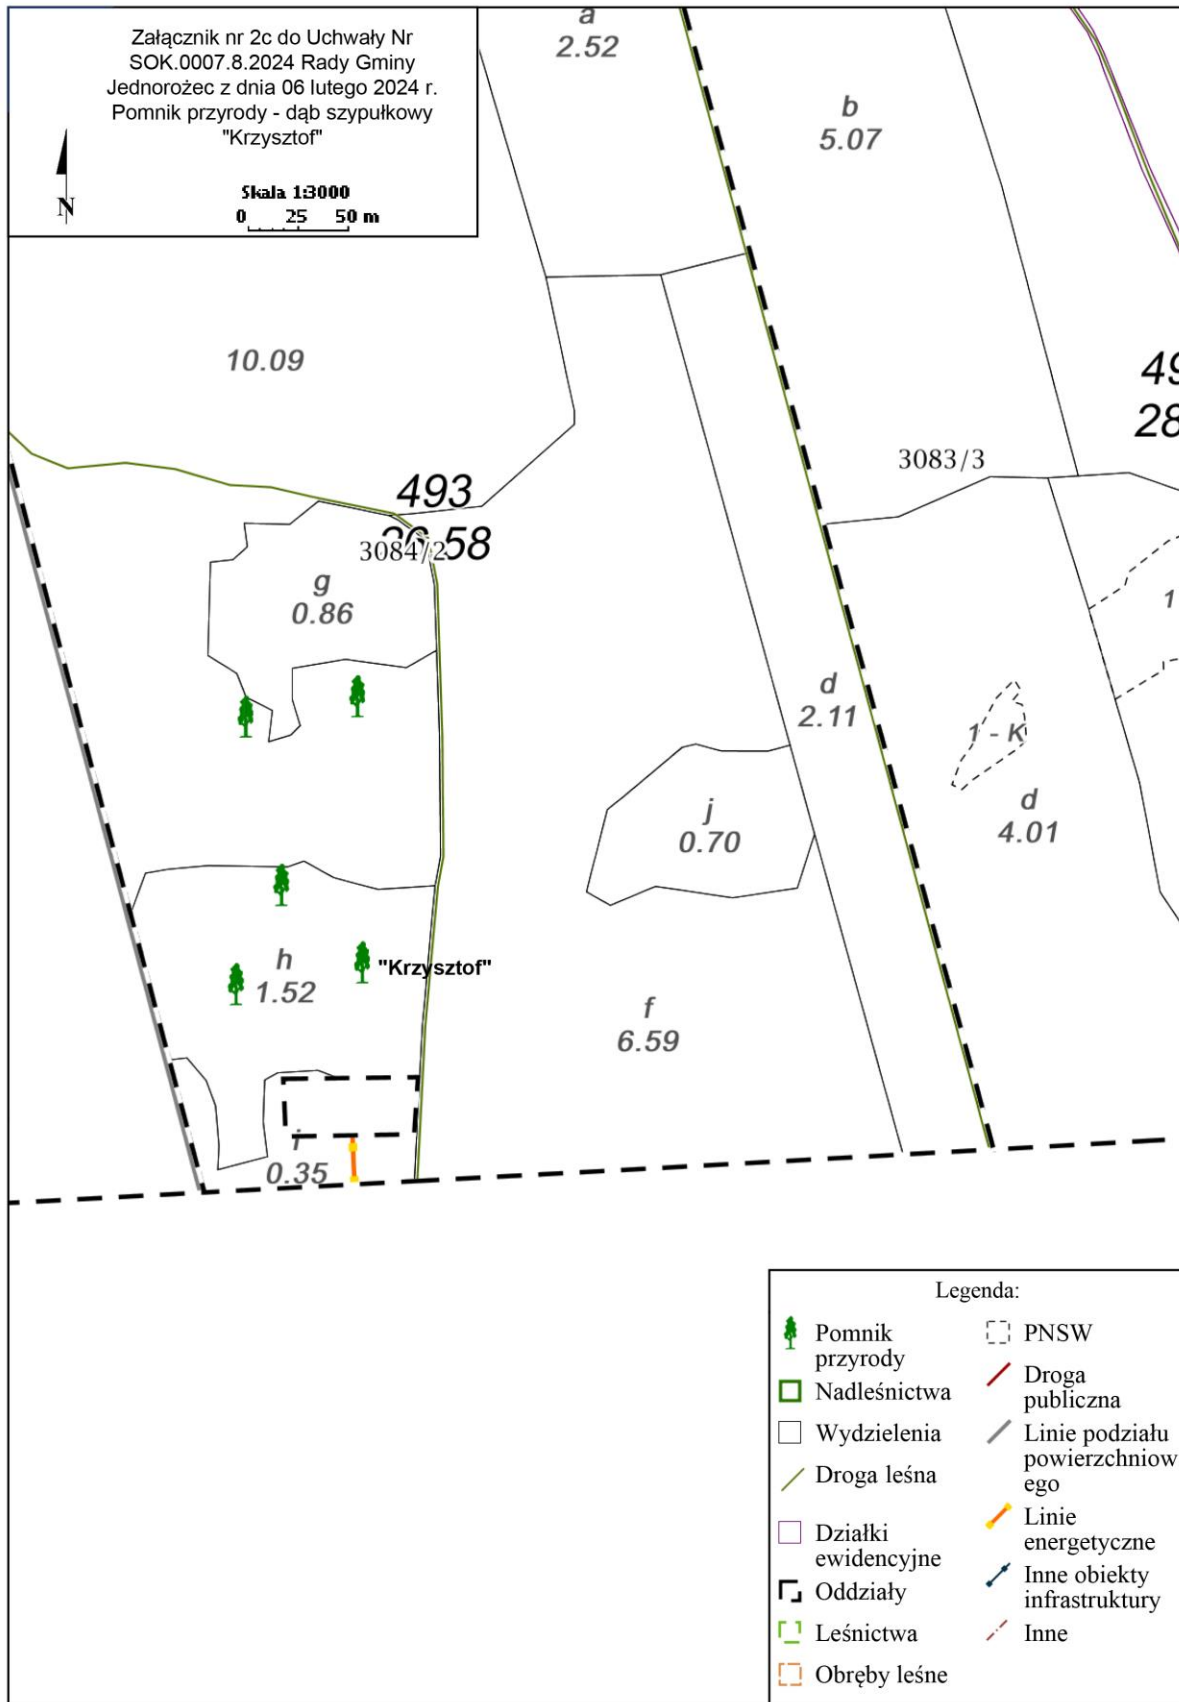 Załącznik nr 2c do Uchwały Nr
SOK.0007.8.2024 Rady Gminy
Jednorożec z dnia 06 lutego 2024 r.
Pomnik przyrody - dąb szypułkowy
"Krzysztof"
N
Skala 1:3000
0 25 50 m
a
2.52
b
5.07
10.09
49
28
3083/3
493
58
3084/2
g
0.86
1
d
2.11
1 - K
d
4.01
j
0.70
h
1.52
"Krzysztof"
f
6.59
i
0.35
Legenda:
Pomnik
przyrody
Nadleśnictwa
Wydzielenia
Droga leśna
Działki
ewidencyjne
Oddziały
Leśnictwa
Obręby leśne
PNSW
Droga
publiczna
Linie podziału
powierzchniow
ego
Linie
energetyczne
Inne obiekty
infrastruktury
Inne